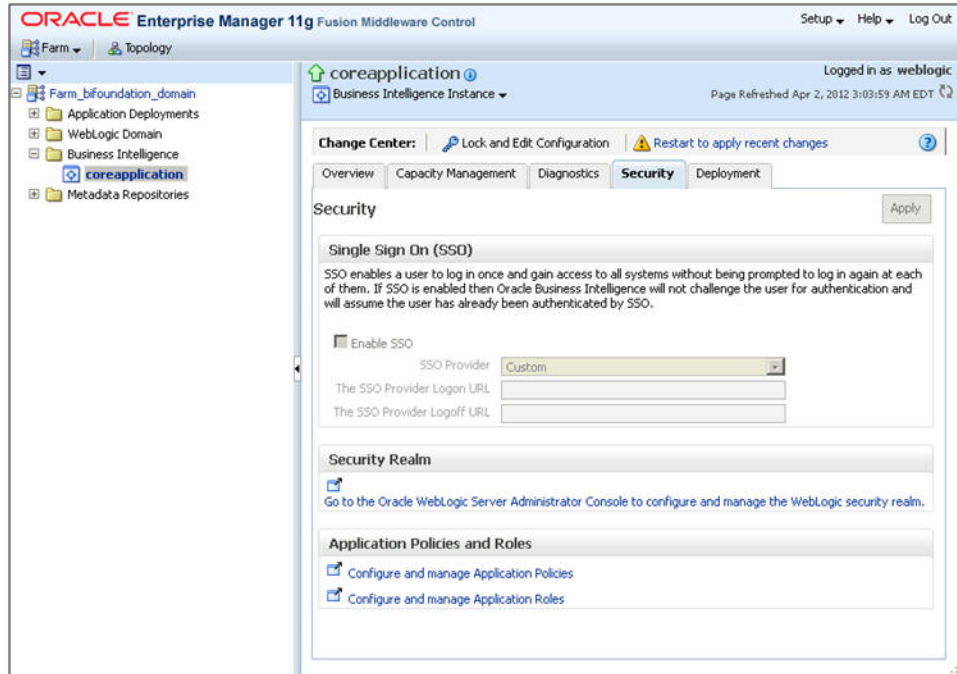 ORACLE Enterprise Manager 11g Fusion Middleware Control
Setup Help Log Out
Farm Topology
Farm_bifoundation_domain
Application Deployments
WebLogic Domain
Business Intelligence
coreapplication
Metadata Repositories
coreapplication
Logged in as weblogic
Business Intelligence Instance
Page Refreshed Apr 2, 2012 3:03:59 AM EDT
Change Center: Lock and Edit Configuration Restart to apply recent changes
Overview Capacity Management Diagnostics Security Deployment
Security
Apply
Single Sign On (SSO)
SSO enables a user to log in once and gain access to all systems without being prompted to log in again at each
of them. If SSO is enabled then Oracle Business Intelligence will not challenge the user for authentication and
will assume the user has already been authenticated by SSO.
Enable SSO
SSO Provider Custom
The SSO Provider Logon URL
The SSO Provider Logoff URL
Security Realm
Go to the Oracle WebLogic Server Administrator Console to configure and manage the WebLogic security realm.
Application Policies and Roles
Configure and manage Application Policies
Configure and manage Application Roles